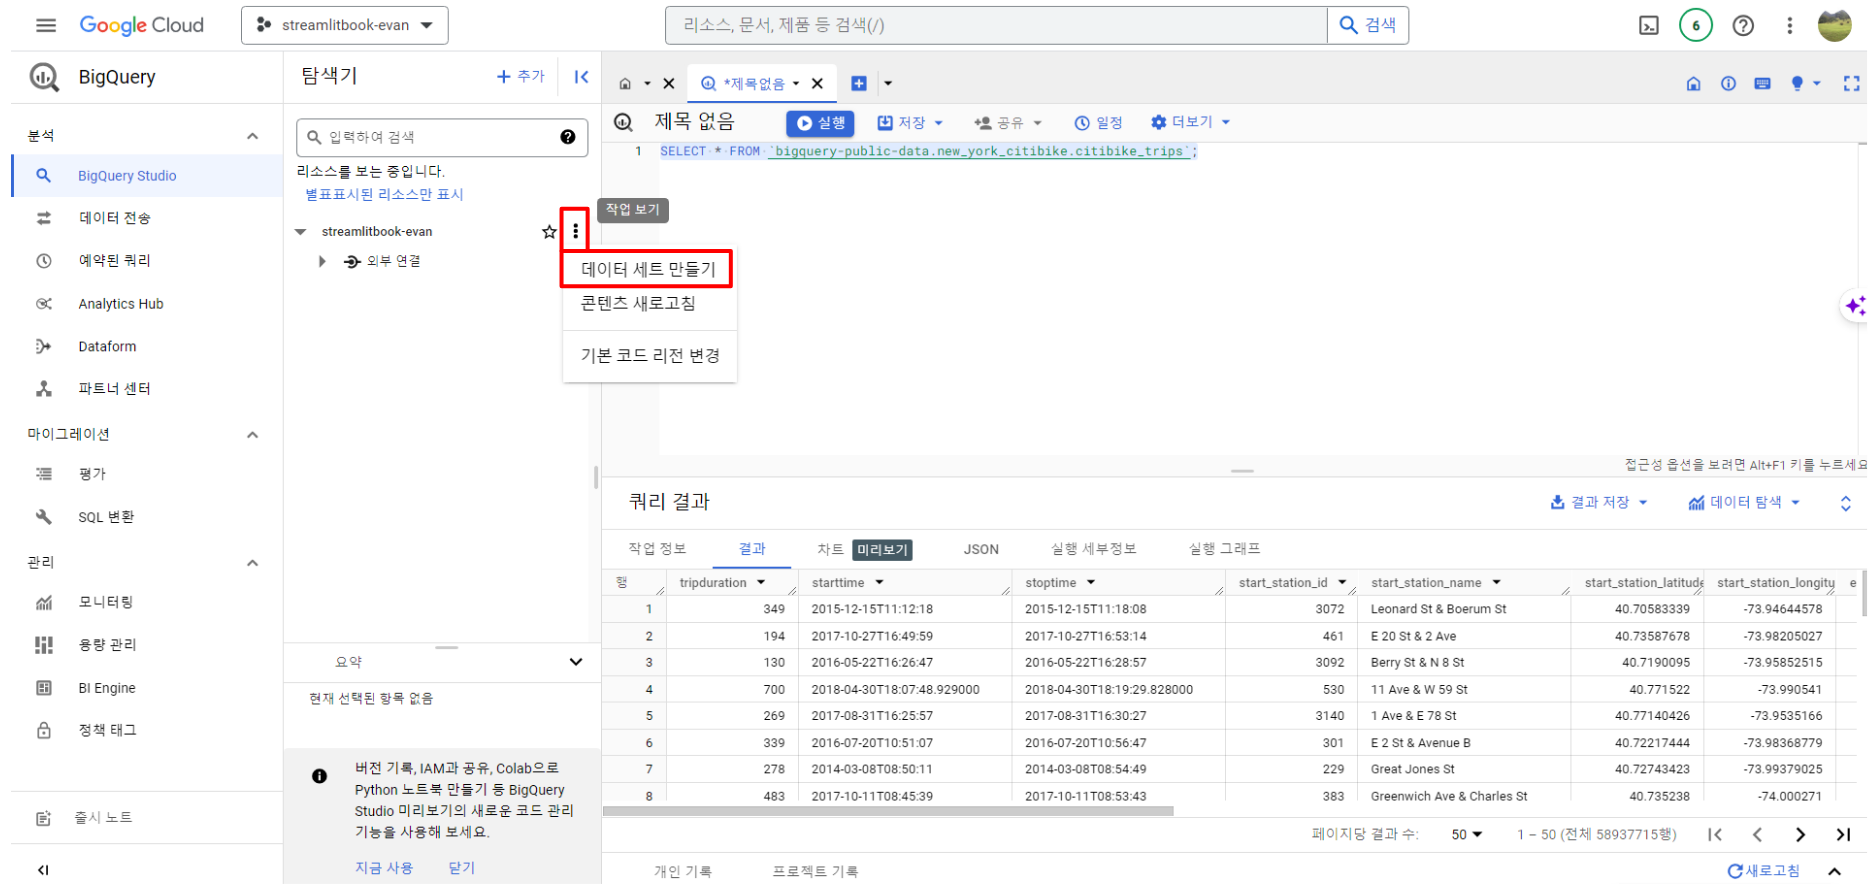 Google Cloud
streamlitbook-evan
리소스, 문서, 제품 등 검색(/)
검색
6
BigQuery
분석
BigQuery Studio
데이터 전송
예약된 쿼리
Analytics Hub
Dataform
파트너 센터
마이그레이션
평가
SQL 변환
관리
모니터링
용량 관리
BI Engine
정책 태그
출시 노트
탐색기
+ 추가
입력하여 검색
리소스를 보는 중입니다.
별표표시된 리소스만 표시
streamlitbook-evan
외부 연결
작업 보기
데이터 세트 만들기
콘텐츠 새로고침
기본 코드 리전 변경
요약
현재 선택된 항목 없음
버전 기록, IAM과 공유, Colab으로
Python 노트북 만들기 등 BigQuery
Studio 미리보기의 새로운 코드 관리
기능을 사용해 보세요.
지금 사용 닫기
*제목없음
제목 없음
실행
저장
공유
일정
더보기
1 SELECT * FROM `bigquery-public-data.new_york_citibike.citibike_trips`;
접근성 옵션을 보려면 Alt+F1 키를 누르세요
쿼리 결과
결과 저장
데이터 탐색
작업 정보 결과 차트 미리보기 JSON 실행 세부정보 실행 그래프
행 tripduration starttime stoptime start_station_id start_station_name start_station_latitude start_station_longitu e
1 349 2015-12-15T11:12:18 2015-12-15T11:18:08 3072 Leonard St & Boerum St 40.70583339 -73.94644578
2 194 2017-10-27T16:49:59 2017-10-27T16:53:14 461 E 20 St & 2 Ave 40.73587678 -73.98205027
3 130 2016-05-22T16:26:47 2016-05-22T16:28:57 3092 Berry St & N 8 St 40.7190095 -73.95852515
4 700 2018-04-30T18:07:48.929000 2018-04-30T18:19:29.828000 530 11 Ave & W 59 St 40.771522 -73.990541
5 269 2017-08-31T16:25:57 2017-08-31T16:30:27 3140 1 Ave & E 78 St 40.77140426 -73.9535166
6 339 2016-07-20T10:51:07 2016-07-20T10:56:47 301 E 2 St & Avenue B 40.72217444 -73.98368779
7 278 2014-03-08T08:50:11 2014-03-08T08:54:49 229 Great Jones St 40.72743423 -73.99379025
8 483 2017-10-11T08:45:39 2017-10-11T08:53:43 383 Greenwich Ave & Charles St 40.735238 -74.000271
페이지당 결과 수: 50 1 – 50 (전체 58937715행)
개인 기록 프로젝트 기록 새로고침